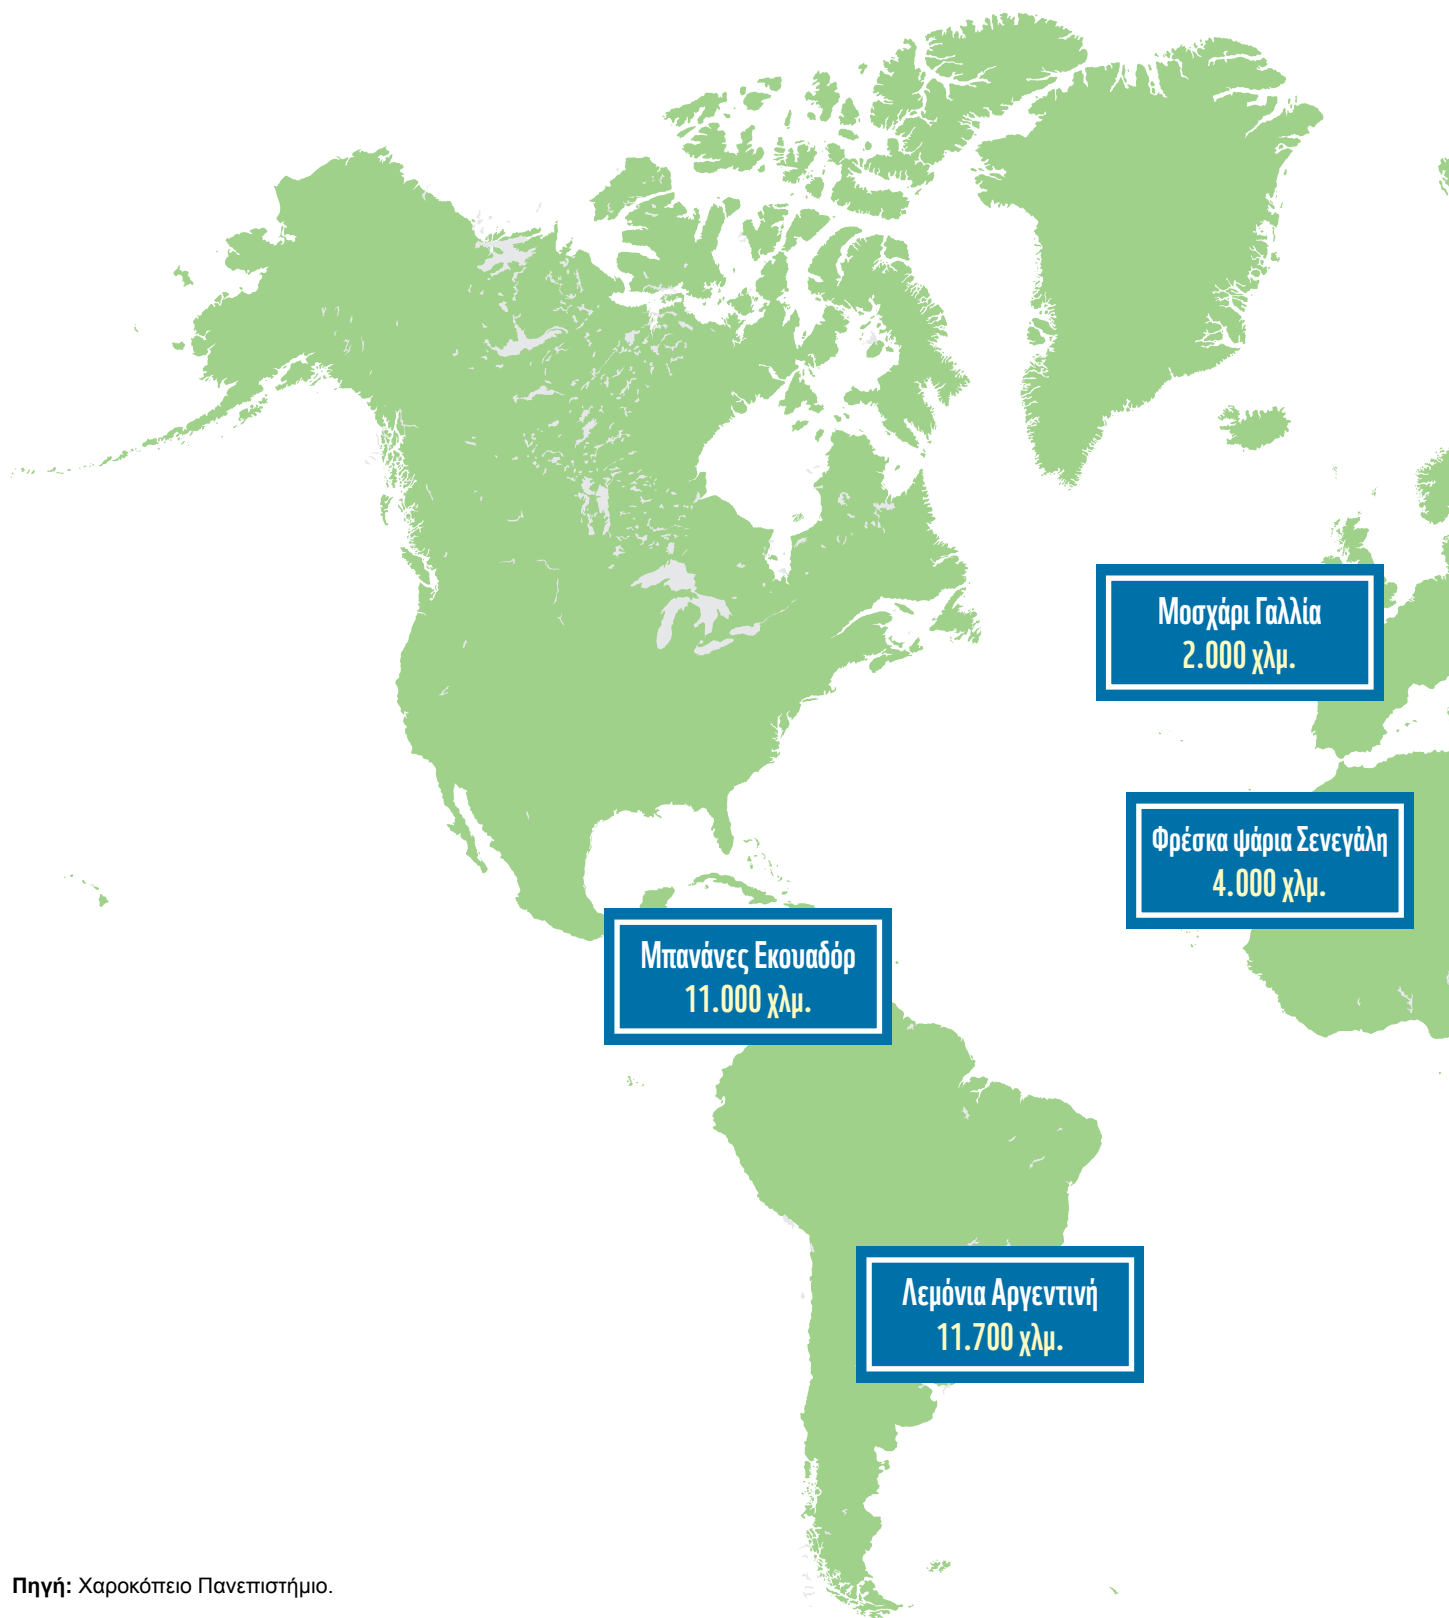 Μοσχάρι Γαλλία
2.000 χλμ.
Φρέσκα ψάρια Σενεγάλη
4.000 χλμ.
Μπανάνες Εκουαδόρ
11.000 χλμ.
Λεμόνια Αργεντινή
11.700 χλμ.
Πηγή: Χαροκόπειο Πανεπιστήμιο.